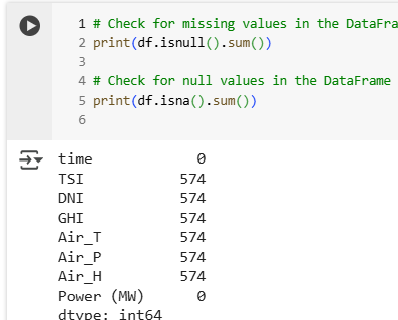 1 # Check for missing values in the DataFra
2 print(df.isnull().sum())
3
4 # Check for null values in the DataFrame
5 print(df.isna().sum())
6
time 0
TSI 574
DNI 574
GHI 574
Air_T 574
Air_P 574
Air_H 574
Power (MW) 0
dtype: int64